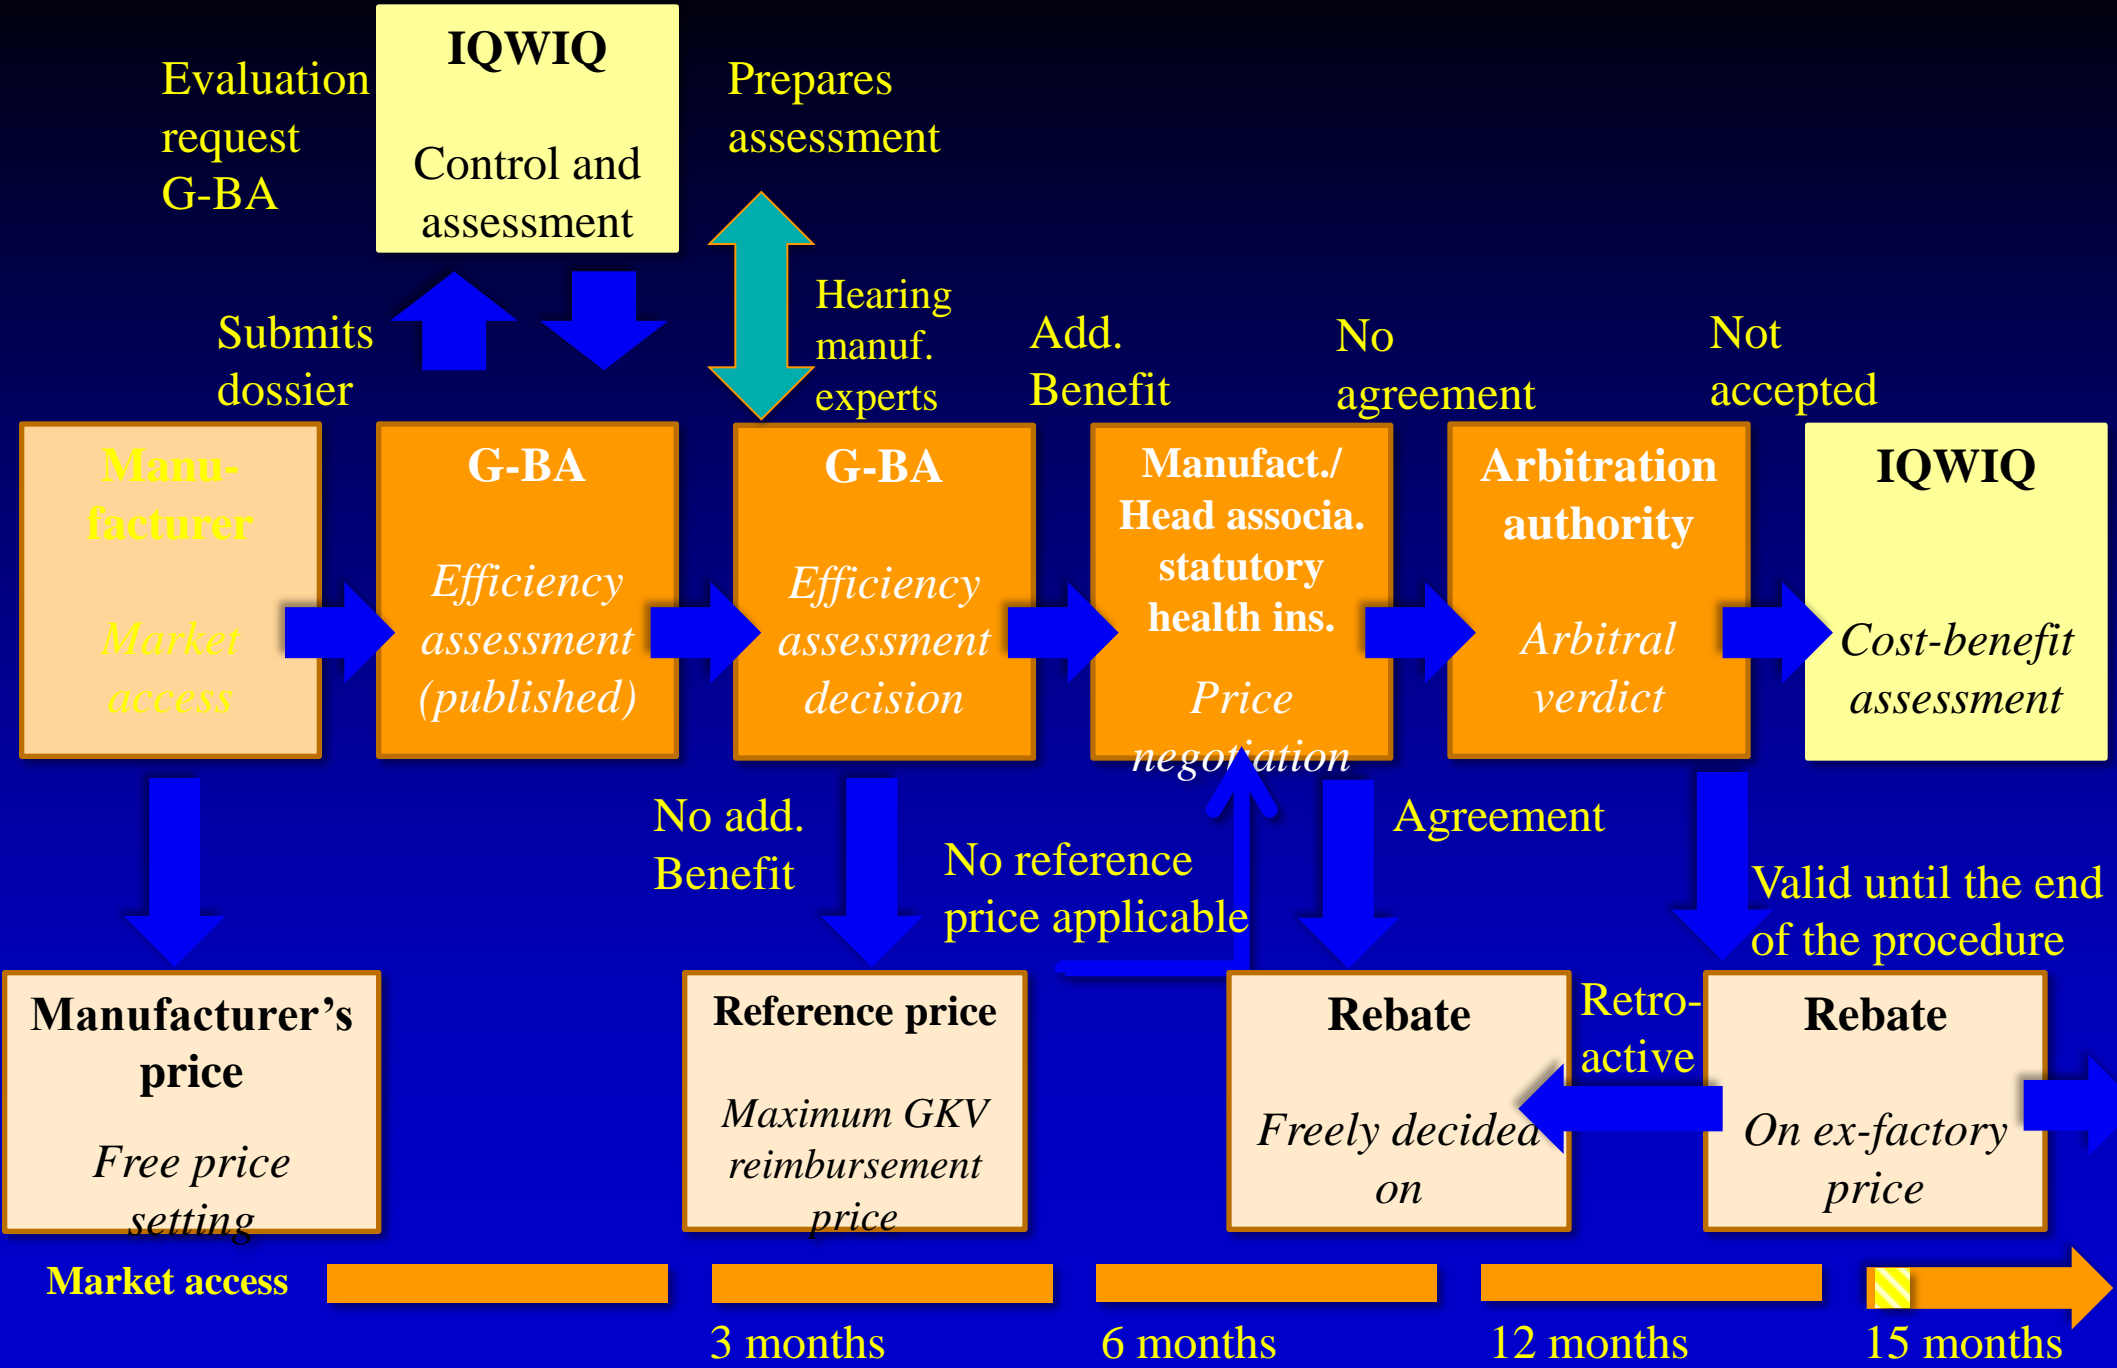 Evaluation
request
G-BA
IQWIQ
Control and
assessment
Prepares
assessment
Submits
dossier
Hearing
manuf.
experts
Add.
Benefit
No
agreement
Not
accepted
Manu-
facturer
Market
access
G-BA
Efficiency
assessment
(published)
G-BA
Efficiency
assessment
decision
Manufact./
Head associa.
statutory
health ins.
Price
negotiation
Arbitration
authority
Arbitral
verdict
IQWIQ
Cost-benefit
assessment
No add.
Benefit
No reference
price applicable
Agreement
Valid until the end
of the procedure
Manufacturer’s
price
Free price
setting
Reference price
Maximum GKV
reimbursement
price
Rebate
Freely decided
on
Retro-
active
Rebate
On ex-factory
price
Market access
3 months
6 months
12 months
15 months